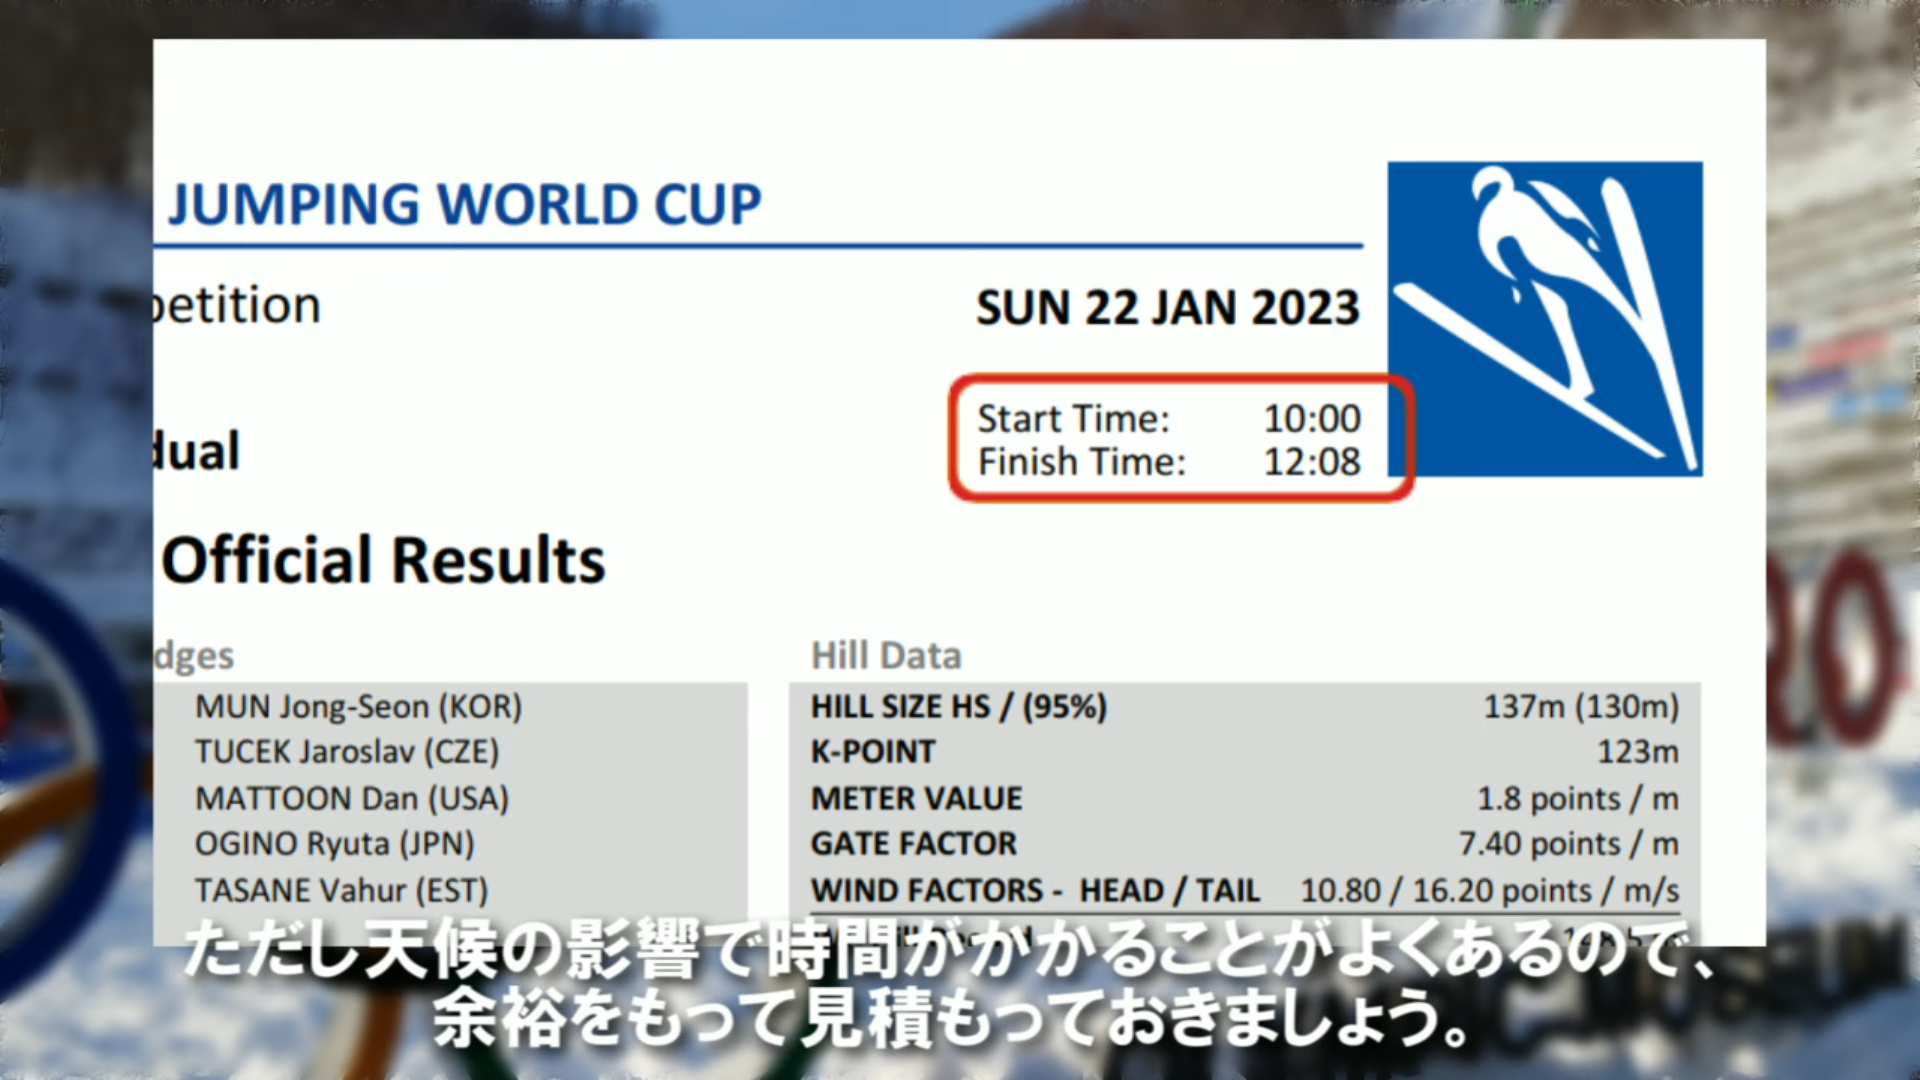 JUMPING WORLD CUP
petition
SUN 22 JAN 2023
Start Time: 10:00
Finish Time: 12:08
dual
Official Results
dges
MUN Jong-Seon (KOR)
TUCEK Jaroslav (CZE)
MATTOON Dan (USA)
OGINO Ryuta (JPN)
TASANE Vahur (EST)
Hill Data
HILL SIZE HS / (95%) 137m (130m)
K-POINT 123m
METER VALUE 1.8 points / m
GATE FACTOR 7.40 points / m
WIND FACTORS - HEAD / TAIL 10.80 / 16.20 points / m/s
ただし天候の影響で時間がかかることがよくあるので、
余裕をもって見積もっておきましょう。